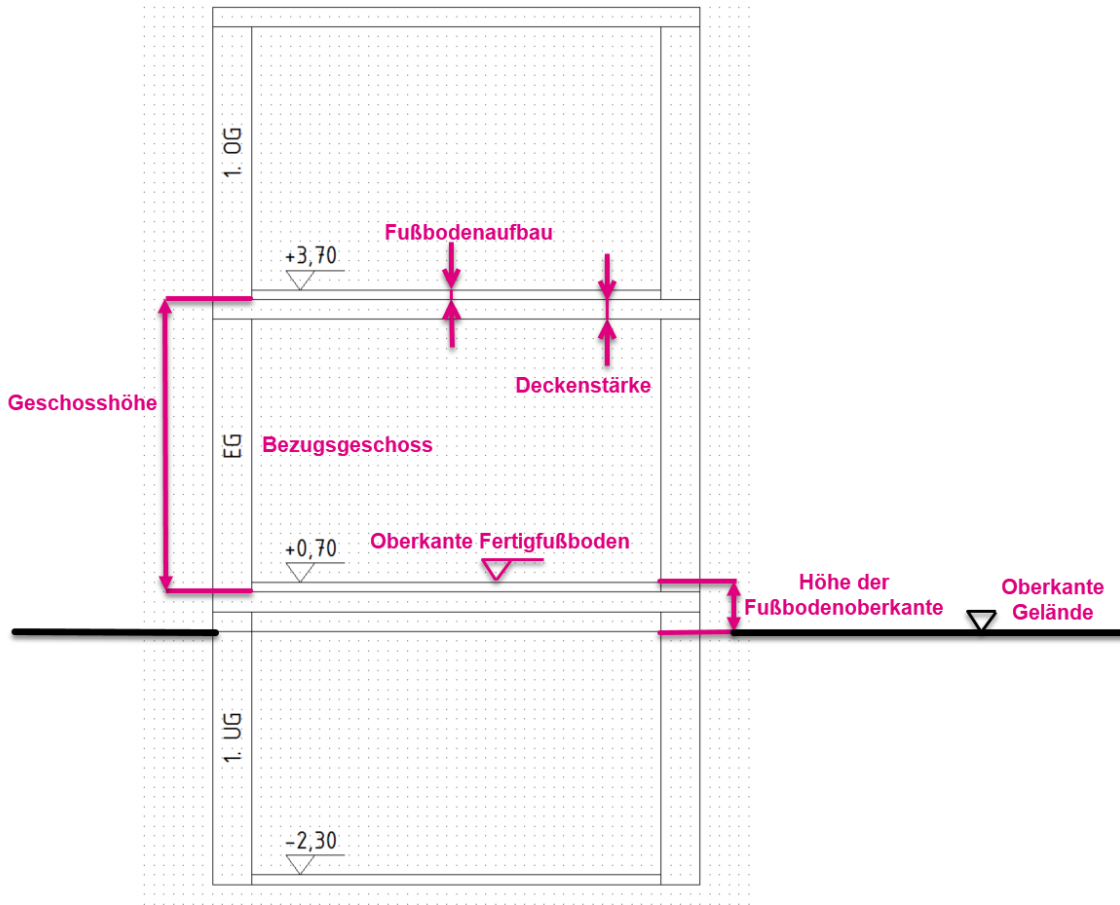 1. OG
Fußbodenaufbau
+3,70
Deckenstärke
Geschosshöhe
EG
Bezugsgeschoss
Oberkante Fertigfußboden
+0,70
Höhe der
Fußbodenoberkante
Oberkante
Gelände
1. UG
-2,30